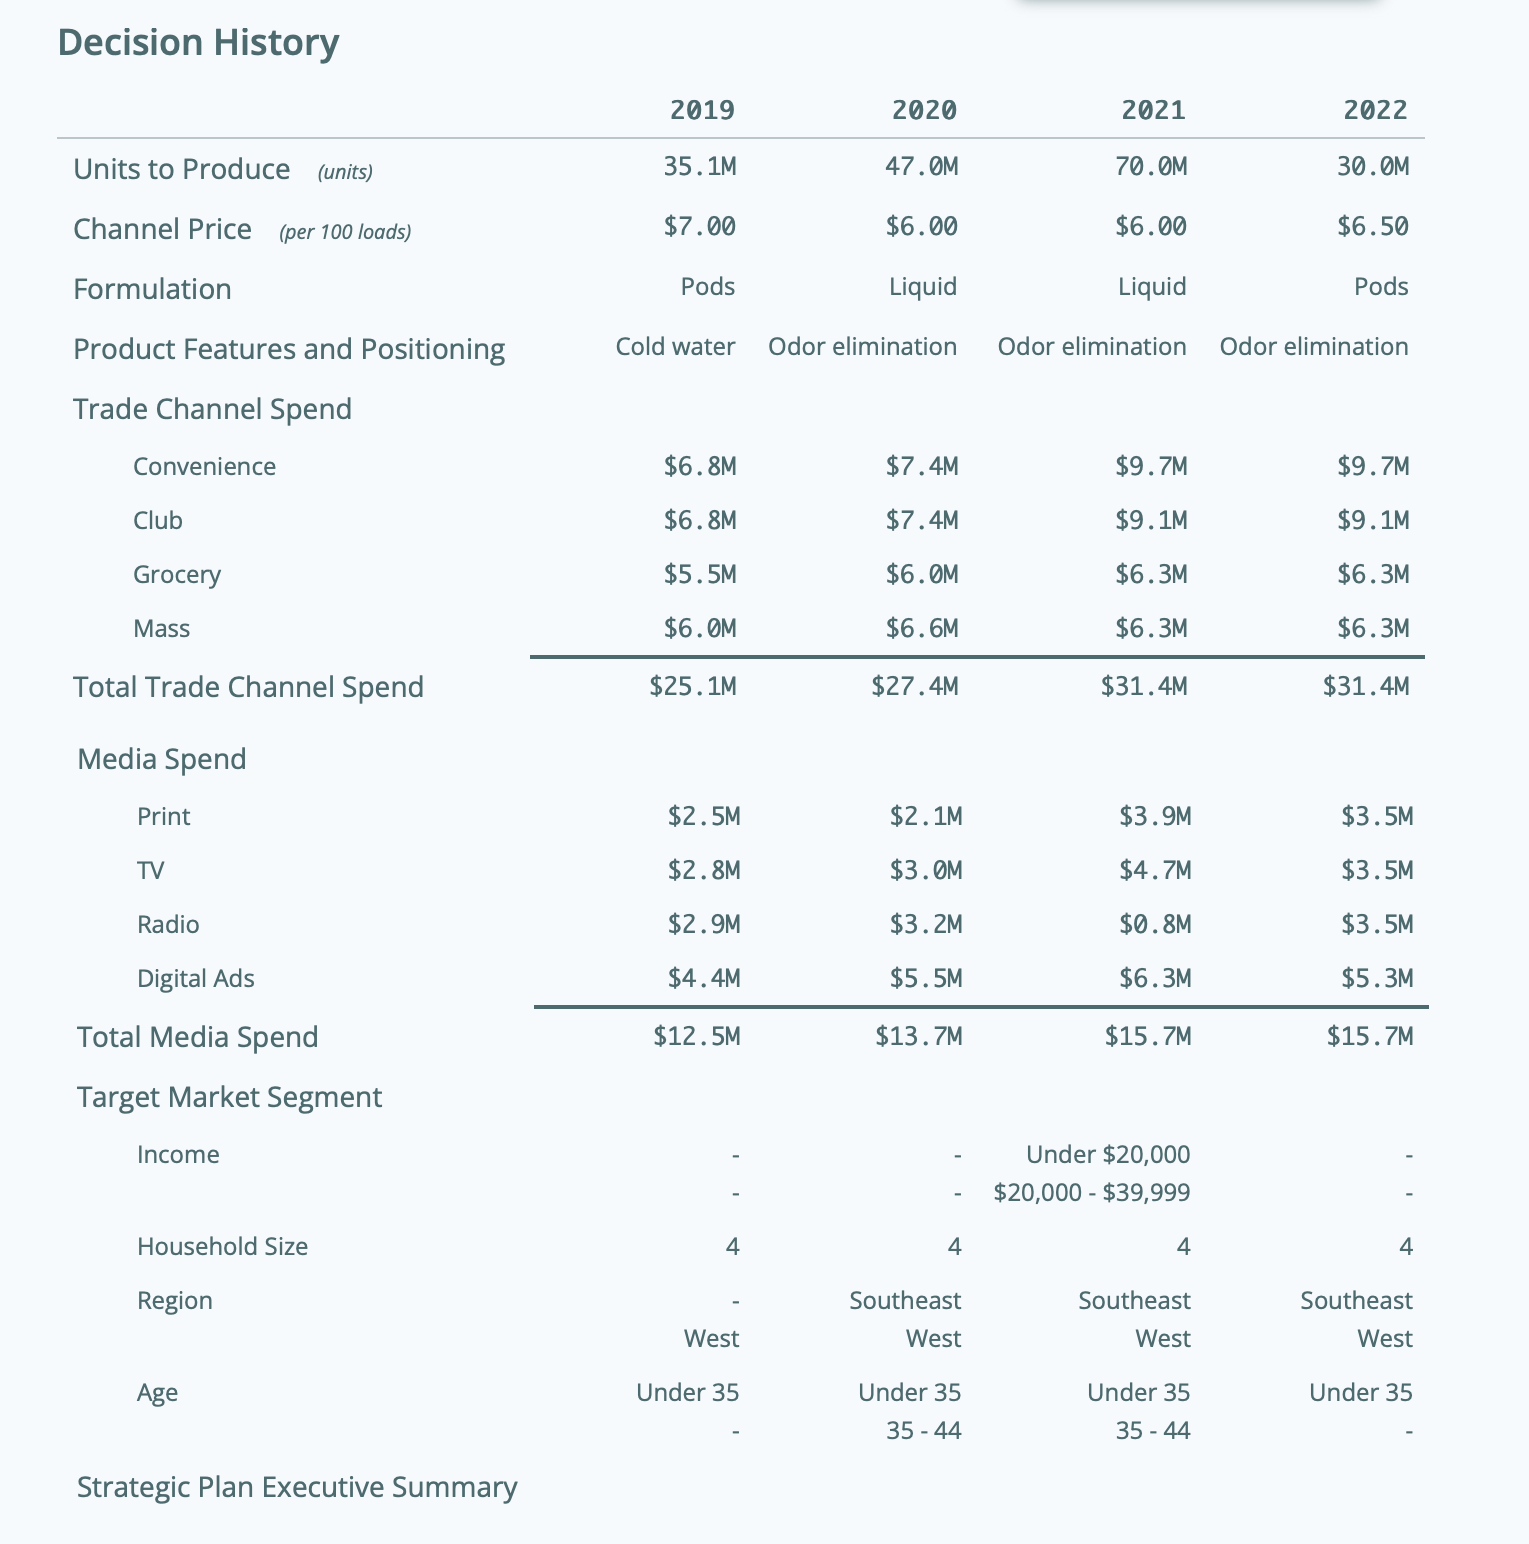 Decision History
2019 2020 2021 2022
Units to Produce (units) 35.1M 47.0M 70.0M 30.0M
Channel Price (per 100 loads) $7.00 $6.00 $6.00 $6.50
Formulation Pods Liquid Liquid Pods
Product Features and Positioning Cold water Odor elimination Odor elimination Odor elimination
Trade Channel Spend
Convenience $6.8M $7.4M $9.7M $9.7M
Club $6.8M $7.4M $9.1M $9.1M
Grocery $5.5M $6.0M $6.3M $6.3M
Mass $6.0M $6.6M $6.3M $6.3M
Total Trade Channel Spend $25.1M $27.4M $31.4M $31.4M
Media Spend
Print $2.5M $2.1M $3.9M $3.5M
TV $2.8M $3.0M $4.7M $3.5M
Radio $2.9M $3.2M $0.8M $3.5M
Digital Ads $4.4M $5.5M $6.3M $5.3M
Total Media Spend $12.5M $13.7M $15.7M $15.7M
Target Market Segment
Income - - Under $20,000 -
- - $20,000 - $39,999 -
Household Size 4 4 4 4
Region - Southeast Southeast Southeast
West West West West
Age Under 35 Under 35 Under 35 Under 35
- 35 - 44 35 - 44 -
Strategic Plan Executive Summary